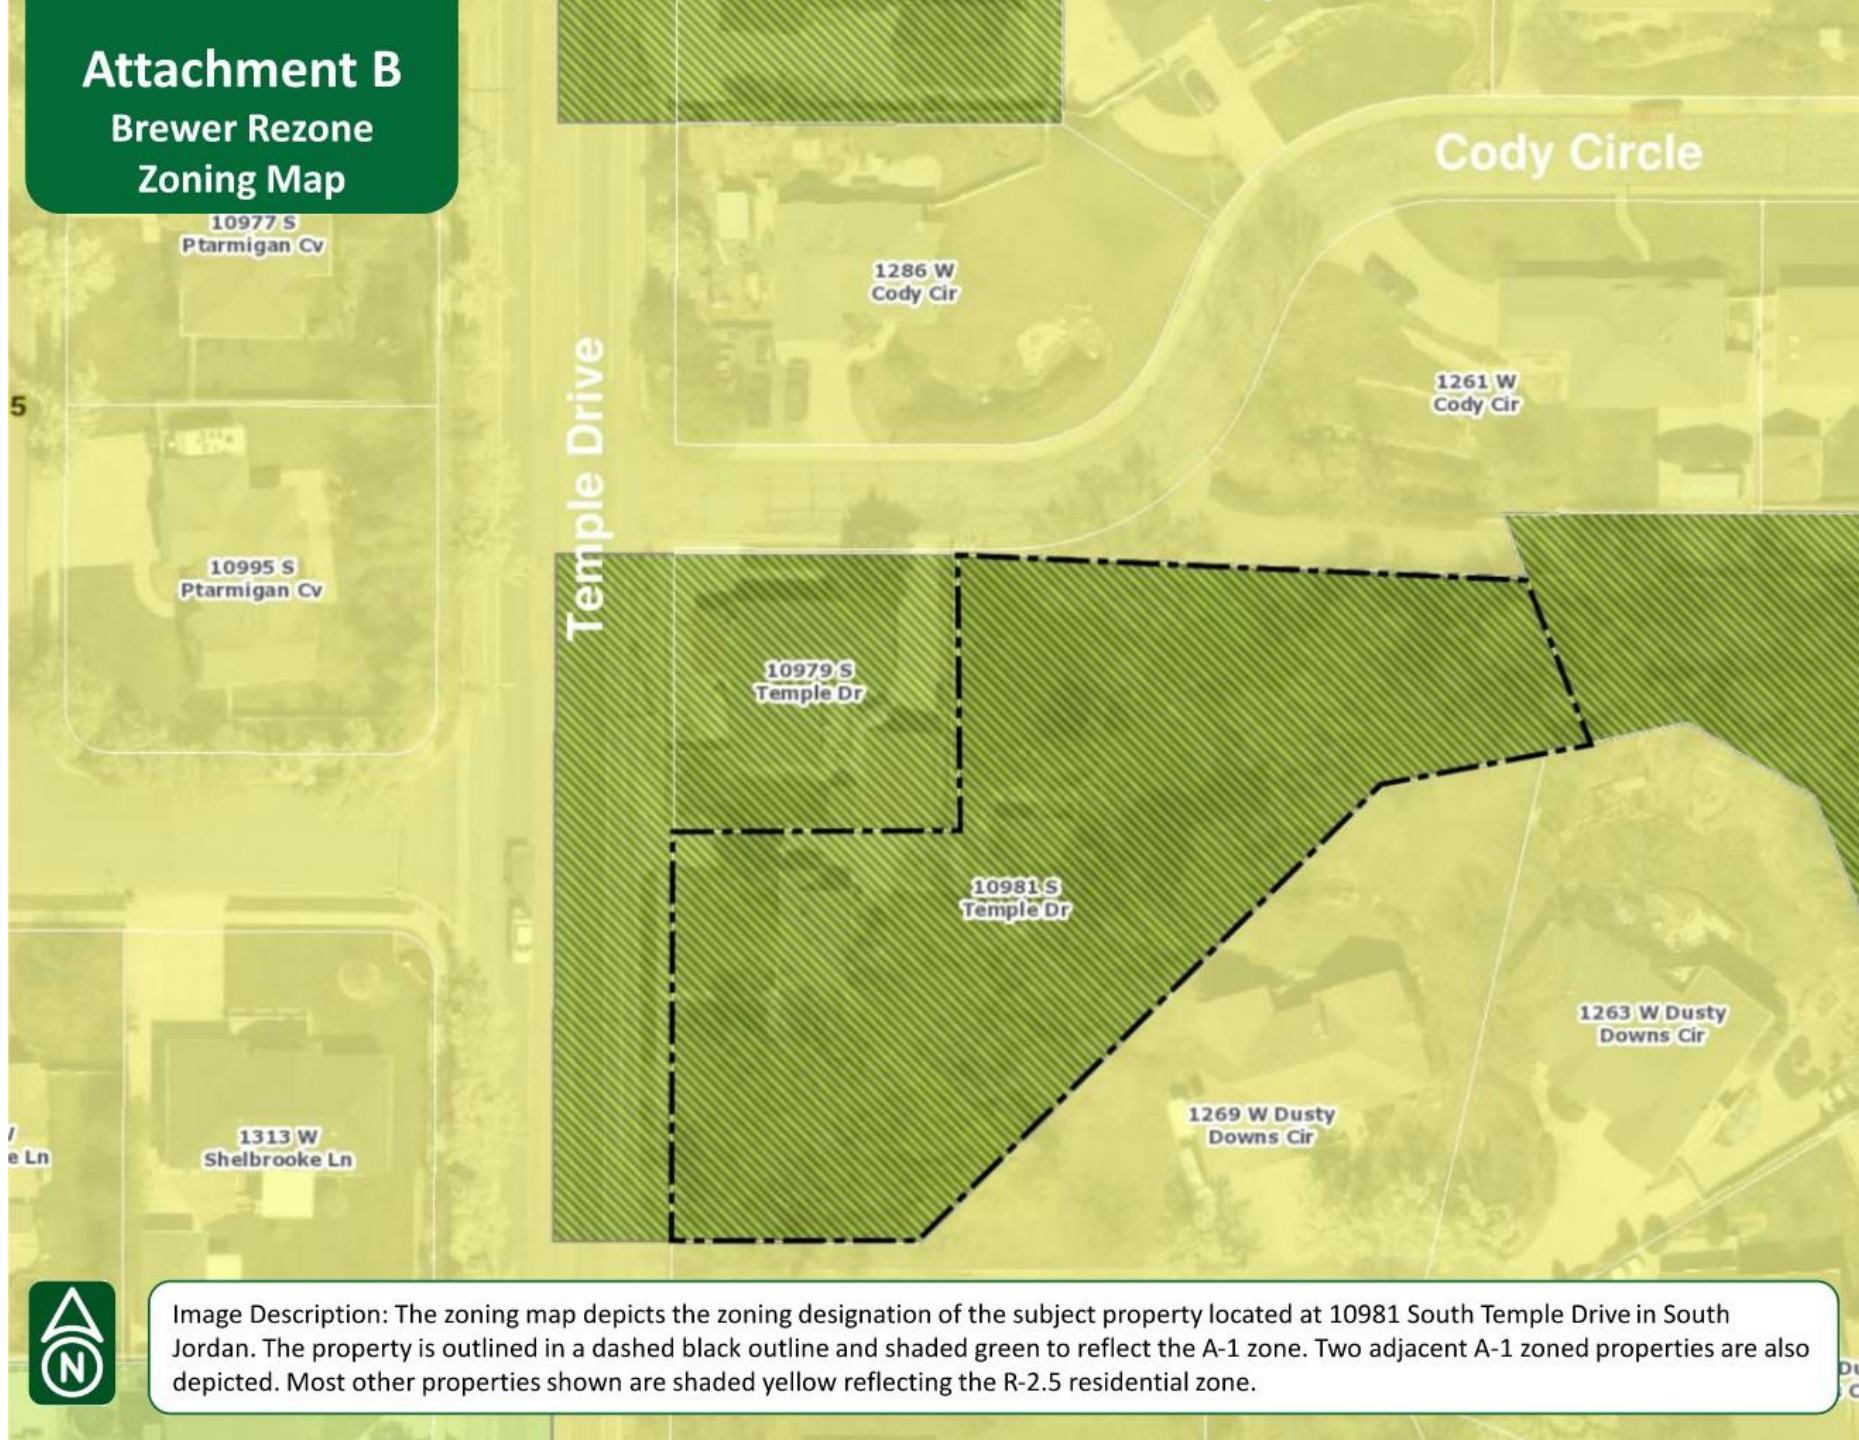 Attachment B
Brewer Rezone
Zoning Map
Cody Circle
10977 S
Ptarmigan Cv
1286 W
Cody Cir
Temple Drive
1261 W
Cody Cir
5
10995 S
Ptarmigan Cv
10979 S
Temple Dr
10981 S
Temple Dr
1263 W Dusty
Downs Cir
1269 W Dusty
Downs Cir
1313 W
Shelbrooke Ln
e Ln
N
Image Description: The zoning map depicts the zoning designation of the subject property located at 10981 South Temple Drive in South
Jordan. The property is outlined in a dashed black outline and shaded green to reflect the A-1 zone. Two adjacent A-1 zoned properties are also
depicted. Most other properties shown are shaded yellow reflecting the R-2.5 residential zone.